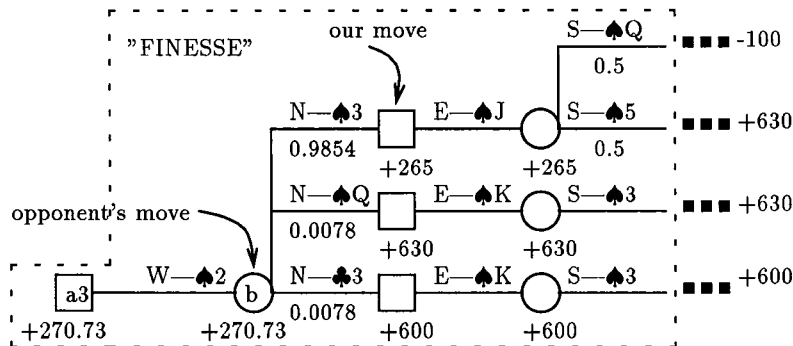 S—♠Q ■■■ -100
"FINESSE" our move
0.5
N—♠3 E—♠J S—♠5 ■■■ +630
0.9854 0.5
+265 +265
N—♠Q E—♠K S—♠3 ■■■ +630
0.0078
opponent's move
+630 +630
W—♠2 N—♣3 E—♠K S—♠3 ■■■ +600
a3 b
0.0078
+270.73 +270.73 +600 +600